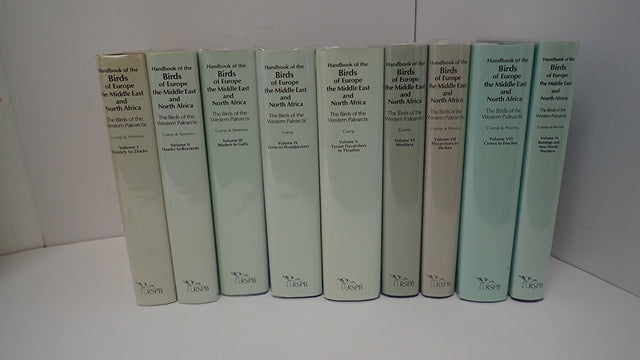 Handbook of the
Birds
of Europe
the Middle East
and
North Africa
The Birds of the
Western Palearctic
Cramp & Simmons
Volume I
Ostrich to Ducks
RSPB
Handbook of the
Birds
of Europe
the Middle East
and
North Africa
The Birds of the
Western Palearctic
Cramp & Simmons
Volume II
Hawks to Bustards
RSPB
Handbook of the
Birds
of Europe
the Middle East
and
North Africa
The Birds of the
Western Palearctic
Cramp & Simmons
Volume III
Waders to Gulls
RSPB
Handbook of the
Birds
of Europe
the Middle East
and
North Africa
The Birds of the
Western Palearctic
Cramp
Volume IV
Terns to Woodpeckers
RSPB
Handbook of the
Birds
of Europe
the Middle East
and
North Africa
The Birds of the
Western Palearctic
Cramp
Volume V
Tyrant Flycatchers
to Thrushes
RSPB
Handbook of the
Birds
of Europe
the Middle East
and
North Africa
The Birds of the
Western Palearctic
Cramp
Volume VI
Warblers
RSPB
Handbook of the
Birds
of Europe
the Middle East
and
North Africa
The Birds of the
Western Palearctic
Cramp & Perrins
Volume VII
Flycatchers to
Shrikes
RSPB
Handbook of the
Birds
of Europe
the Middle East
and
North Africa
The Birds of the
Western Palearctic
Cramp & Perrins
Volume VIII
Crows to Finches
RSPB
Handbook of the
Birds
of Europe
the Middle East
and
North Africa
The Birds of the
Western Palearctic
Cramp & Perrins
Volume IX
Buntings and
New World
Warblers
RSPB